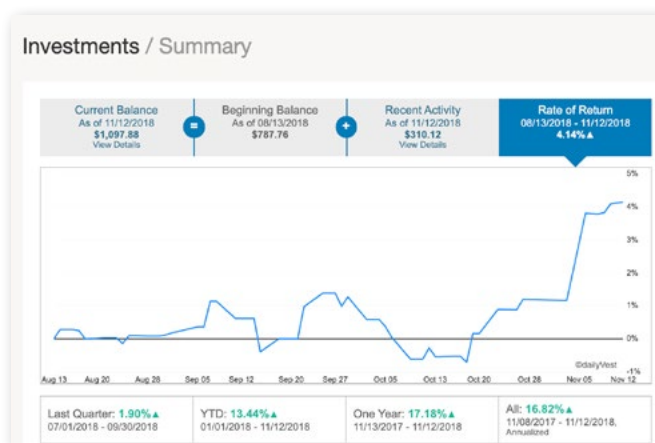 Investments / Summary
Current Balance
As of 11/12/2018
$1,097.88
View Details
=
Beginning Balance
As of 08/13/2018
$787.76
+
Recent Activity
As of 11/12/2018
$310.12
View Details
Rate of Return
08/13/2018 - 11/12/2018
4.14%▲
5%
4%
3%
2%
1%
0%
©dailyVest
-1%
Aug 13 Aug 20 Aug 28 Sep 05 Sep 12 Sep 20 Sep 27 Oct 05 Oct 13 Oct 20 Oct 28 Nov 05 Nov 12
Last Quarter: 1.90%▲
07/01/2018 - 09/30/2018
YTD: 13.44%▲
01/01/2018 - 11/12/2018
One Year: 17.18%▲
11/13/2017 - 11/12/2018
All: 16.82%▲
11/08/2017 - 11/12/2018,
Annualized